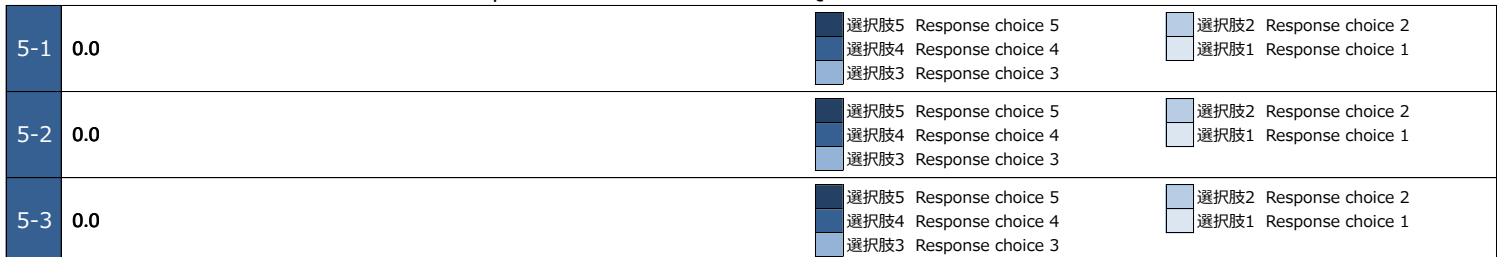 5-1 0.0 選択肢5 Response choice 5 選択肢2 Response choice 2
選択肢4 Response choice 4 選択肢1 Response choice 1
選択肢3 Response choice 3
5-2 0.0 選択肢5 Response choice 5 選択肢2 Response choice 2
選択肢4 Response choice 4 選択肢1 Response choice 1
選択肢3 Response choice 3
5-3 0.0 選択肢5 Response choice 5 選択肢2 Response choice 2
選択肢4 Response choice 4 選択肢1 Response choice 1
選択肢3 Response choice 3